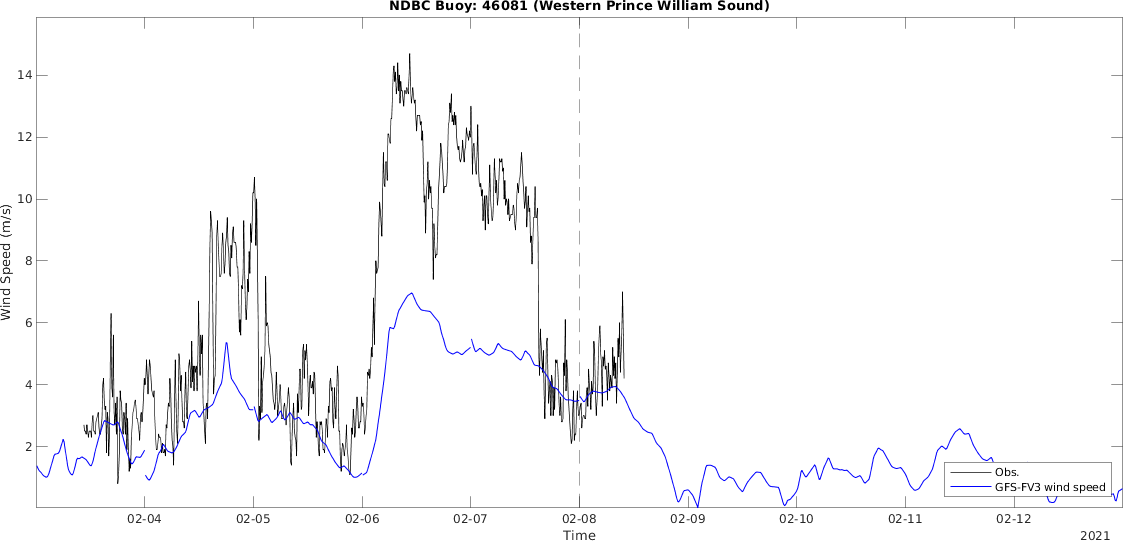 NDBC Buoy: 46081 (Western Prince William Sound)
14
12
10
8
6
4
2
Wind Speed (m/s)
Obs.
GFS-FV3 wind speed
02-04 02-05 02-06 02-07 02-08 02-09 02-10 02-11 02-12
Time
2021